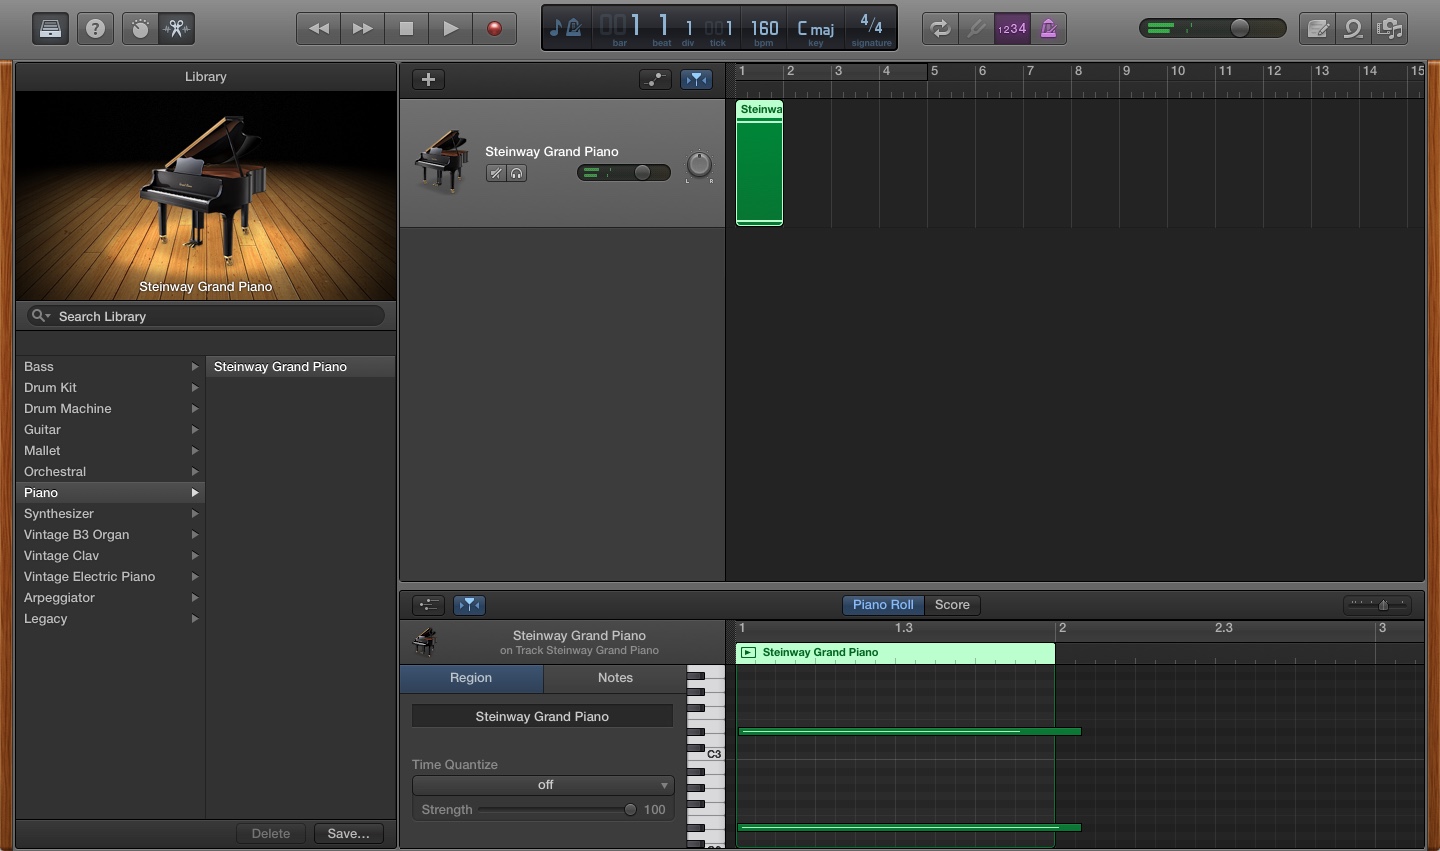 001 1 1 001 160 C maj 4/4
bar beat div tick bpm key signature
1234
Library
1 2 3 4 5 6 7 8 9 10 11 12 13 14 15
Steinwa
Steinway Grand Piano
L R
Steinway Grand Piano
Search Library
Bass
Steinway Grand Piano
Drum Kit
Drum Machine
Guitar
Mallet
Orchestral
Piano
Synthesizer
Vintage B3 Organ
Vintage Clav
Vintage Electric Piano
Arpeggiator
Legacy
Delete Save...
Piano Roll Score
1 1.3 2 2.3 3
Steinway Grand Piano
on Track Steinway Grand Piano
Steinway Grand Piano
Region Notes
Steinway Grand Piano
C3
Time Quantize
off
Strength 100